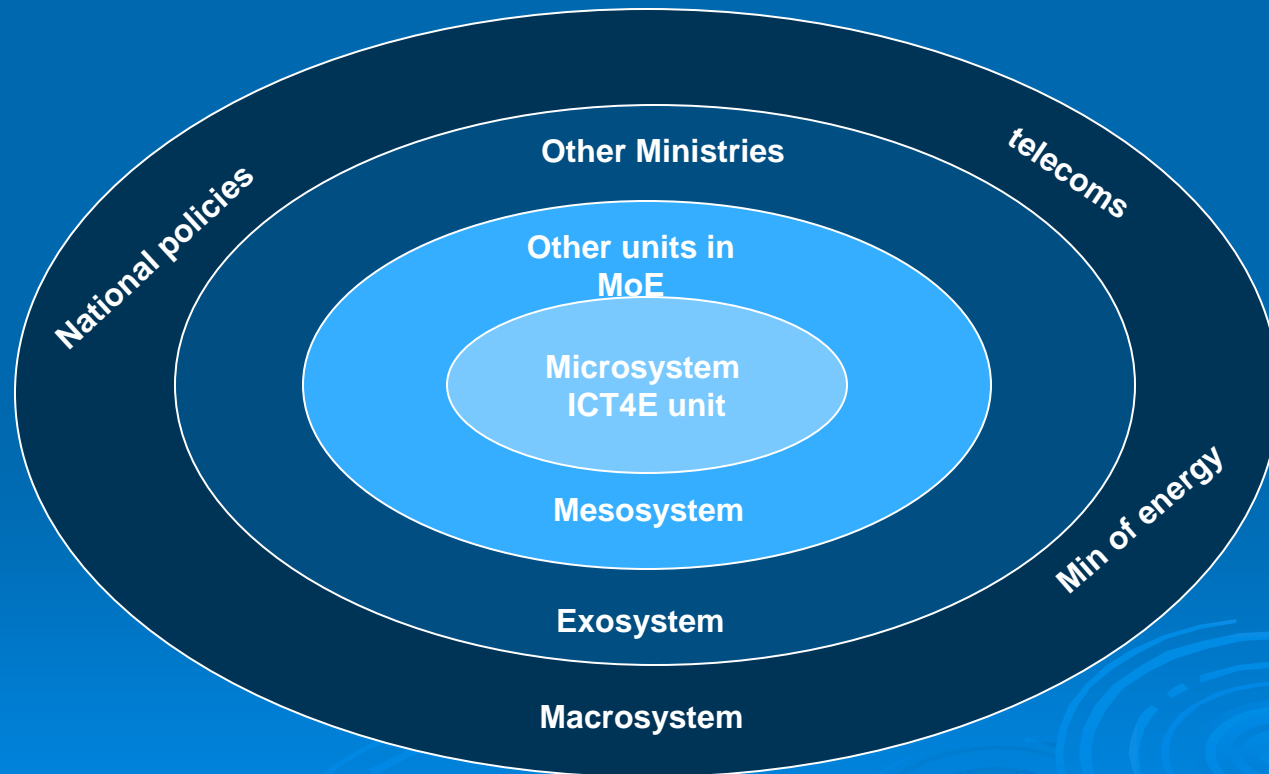 Other Ministries
telecoms
National policies
Other units in
MoE
Microsystem
ICT4E unit
Mesosystem
Min of energy
Exosystem
Macrosystem